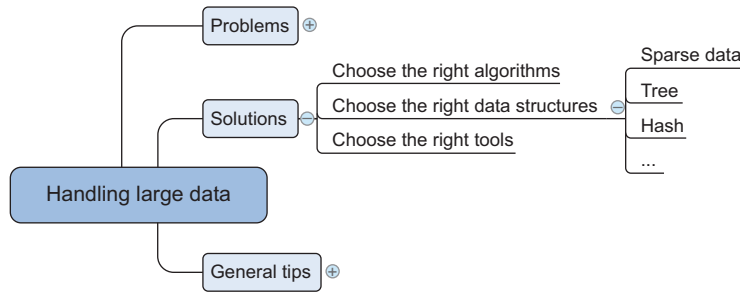 Problems
Sparse data
Choose the right algorithms
Tree
Solutions
Choose the right data structures
Hash
Choose the right tools
...
Handling large data
General tips